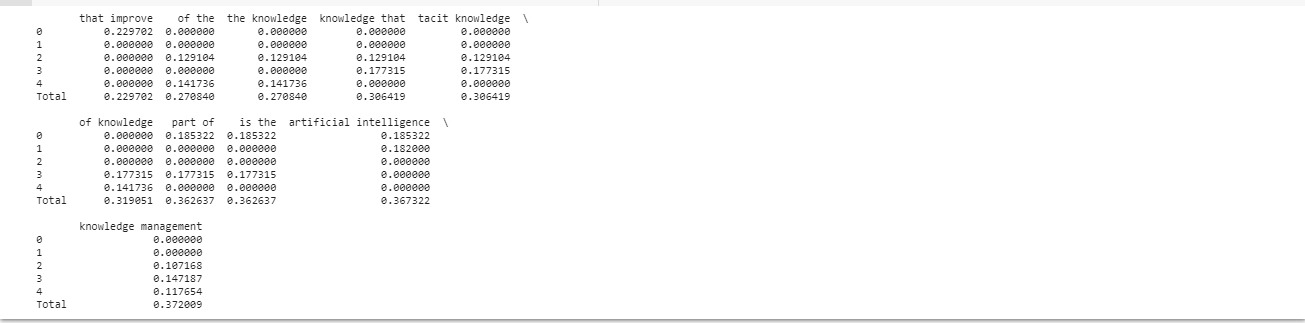 that improve of the the knowledge knowledge that tacit knowledge \
0 0.229702 0.000000 0.000000 0.000000 0.000000
1 0.000000 0.000000 0.000000 0.000000 0.000000
2 0.000000 0.129104 0.129104 0.129104 0.129104
3 0.000000 0.000000 0.000000 0.177315 0.177315
4 0.000000 0.141736 0.141736 0.000000 0.000000
Total 0.229702 0.270840 0.270840 0.306419 0.306419
of knowledge part of is the artificial intelligence \
0 0.000000 0.185322 0.185322 0.185322
1 0.000000 0.000000 0.000000 0.182000
2 0.000000 0.000000 0.000000 0.000000
3 0.177315 0.177315 0.177315 0.000000
4 0.141736 0.000000 0.000000 0.000000
Total 0.319051 0.362637 0.362637 0.367322
knowledge management
0 0.000000
1 0.000000
2 0.107168
3 0.147187
4 0.117654
Total 0.372009